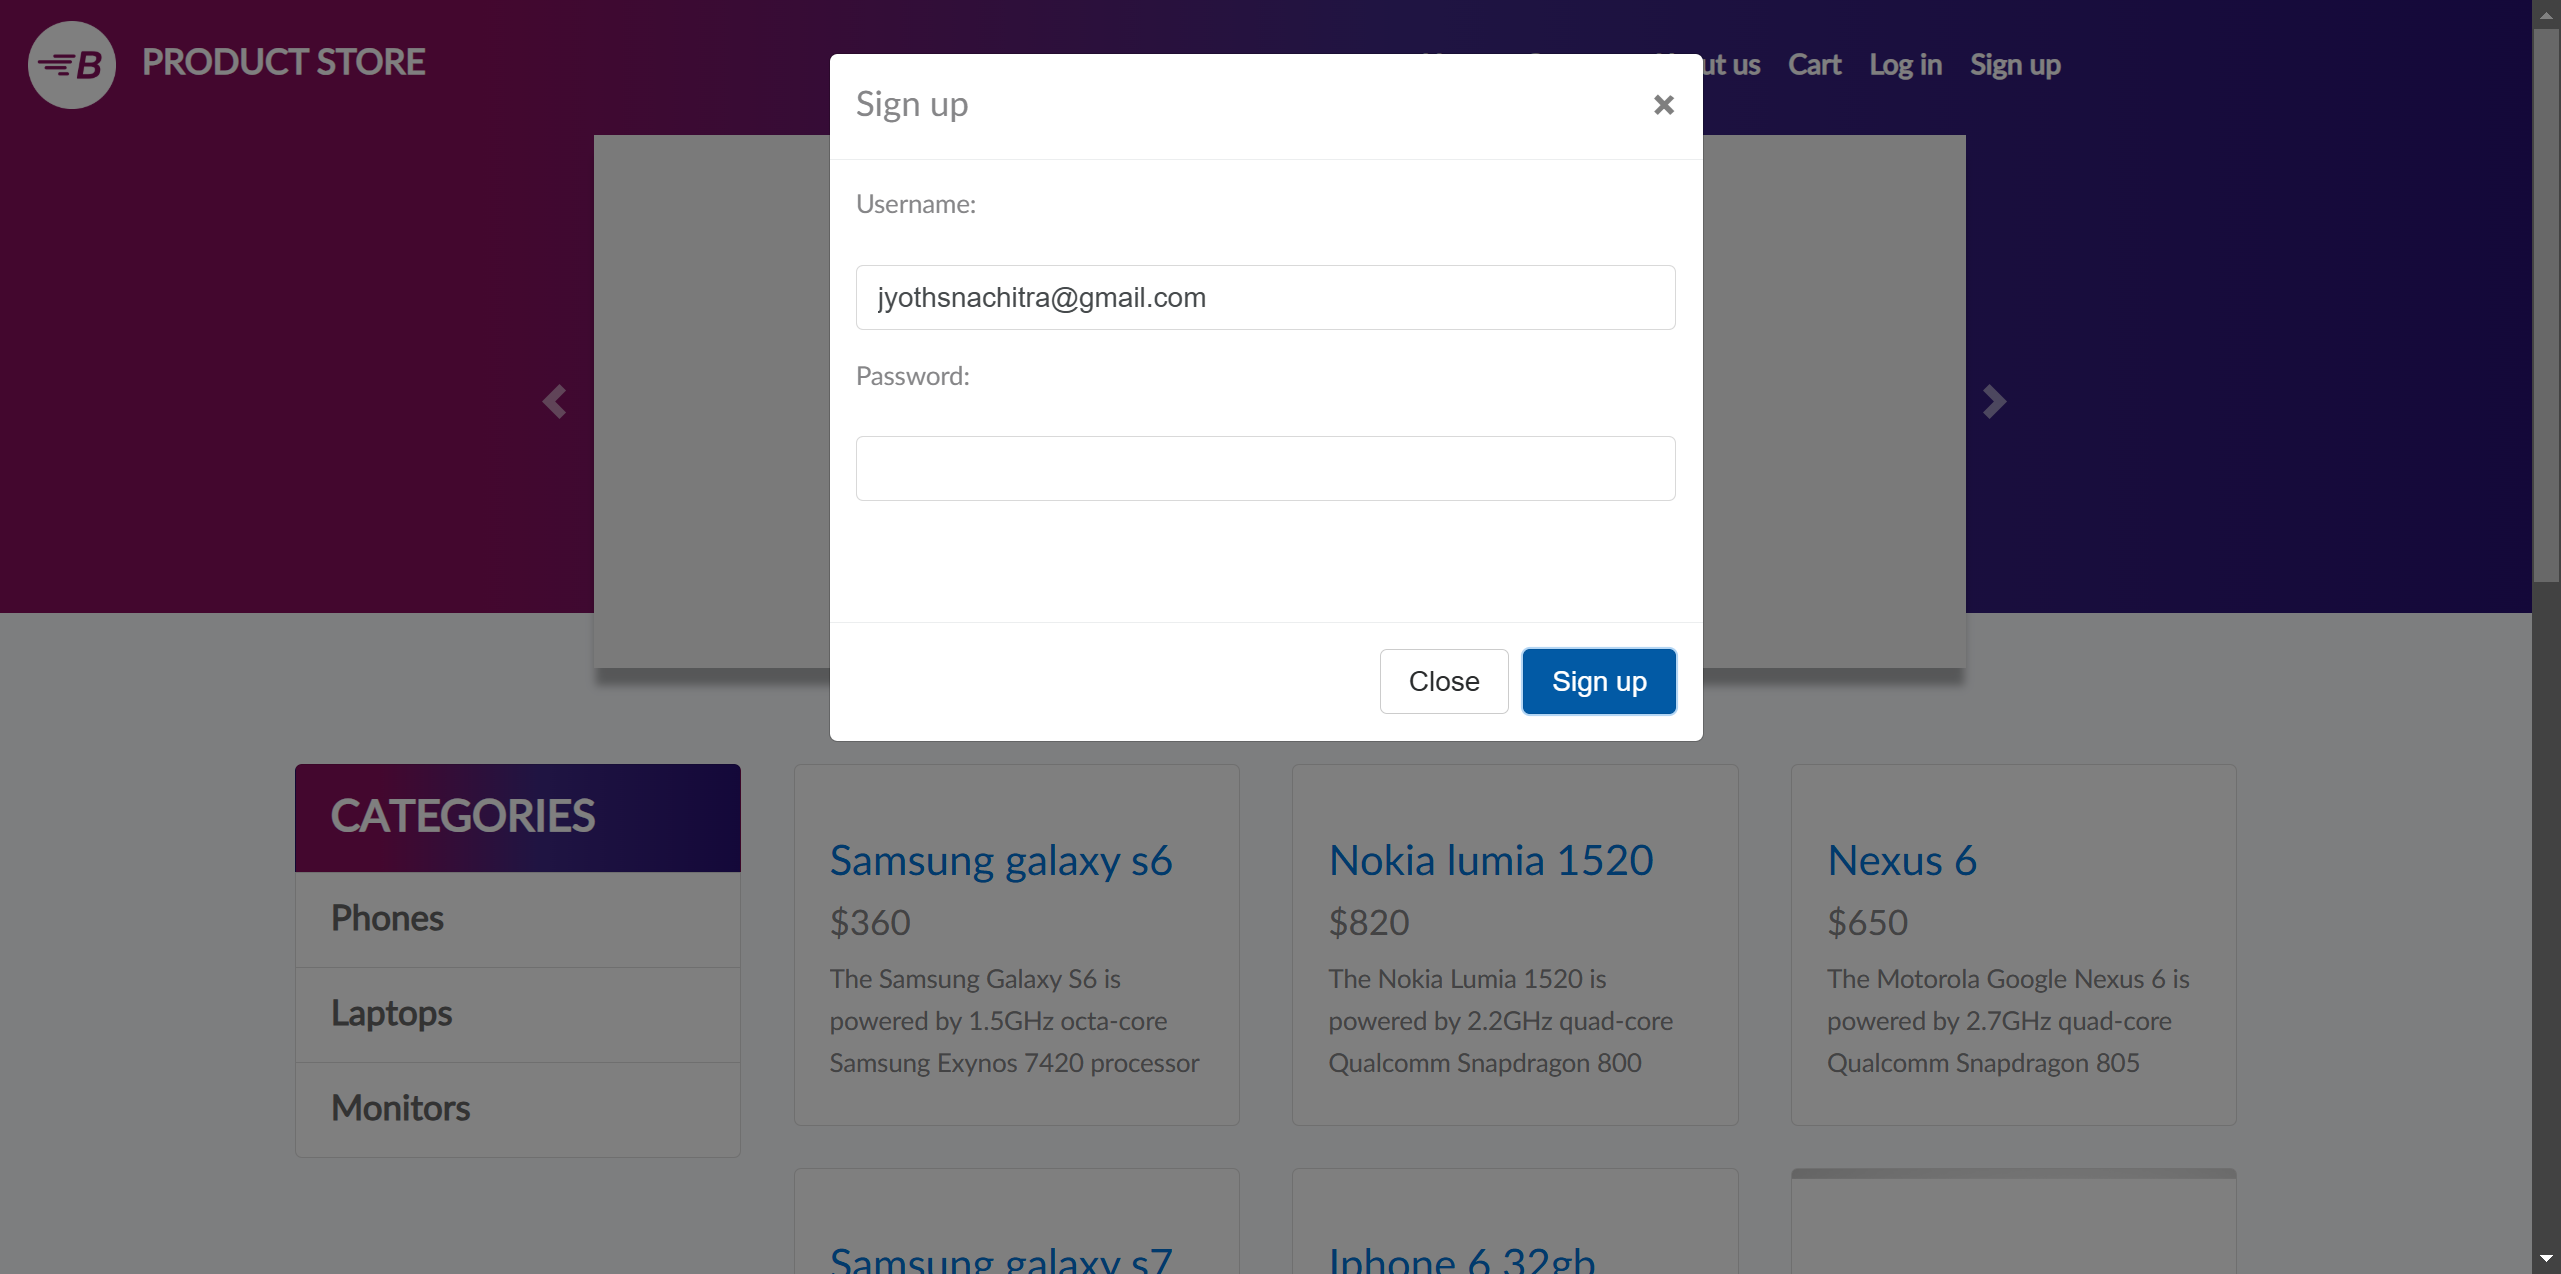 B PRODUCT STORE
ut us Cart Log in Sign up
Sign up
Username:
jyothsnachitra@gmail.com
Password:
Close Sign up
CATEGORIES
Phones
Laptops
Monitors
Samsung galaxy s6
$360
The Samsung Galaxy S6 is
powered by 1.5GHz octa-core
Samsung Exynos 7420 processor
Nokia lumia 1520
$820
The Nokia Lumia 1520 is
powered by 2.2GHz quad-core
Qualcomm Snapdragon 800
Nexus 6
$650
The Motorola Google Nexus 6 is
powered by 2.7GHz quad-core
Qualcomm Snapdragon 805
Samsung galaxy s7
Iphone 6 32gb